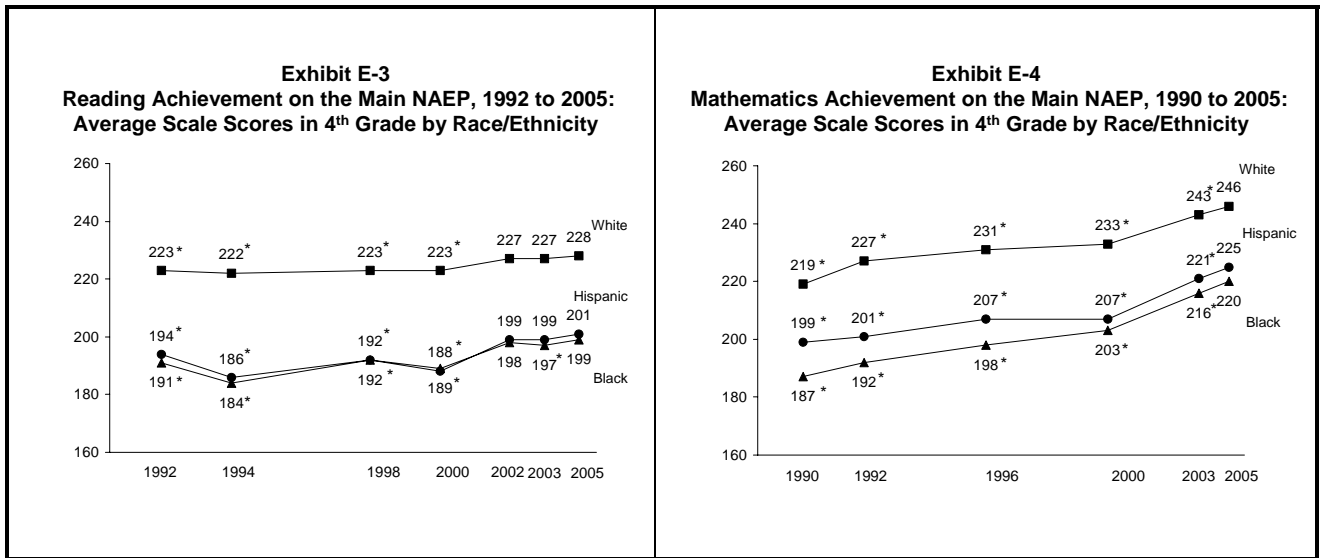 Exhibit E-3
Reading Achievement on the Main NAEP, 1992 to 2005:
Average Scale Scores in 4th Grade by Race/Ethnicity
260
240
220
200
180
160
White
223 * 222 * 223 * 223 * 227 227 228
Hispanic
194 * 186 * 192 * 188 * 199 199 201
191 * 184 * 192 * 189 * 198 197 * 199
Black
1992 1994 1998 2000 2002 2003 2005
Exhibit E-4
Mathematics Achievement on the Main NAEP, 1990 to 2005:
Average Scale Scores in 4th Grade by Race/Ethnicity
260
240
220
200
180
160
White
219 * 227 * 231 * 233 * 243 * 246
Hispanic
199 * 201 * 207 * 207 * 221 * 225
187 * 192 * 198 * 203 * 216 * 220
Black
1990 1992 1996 2000 2003 2005